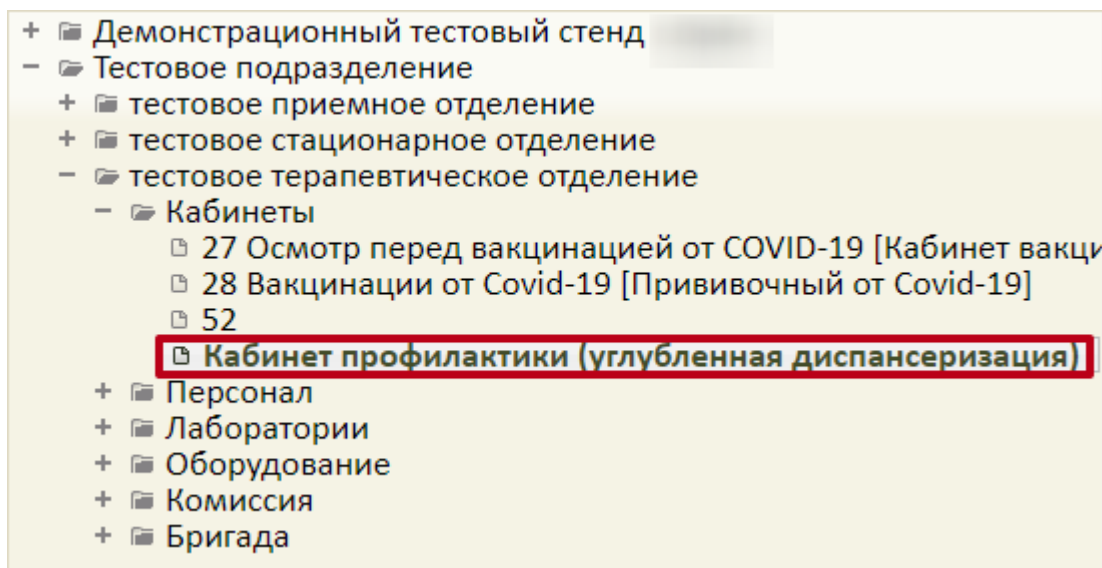 Демонстрационный тестовый стенд
Тестовое подразделение
тестовое приемное отделение
тестовое стационарное отделение
тестовое терапевтическое отделение
Кабинеты
27 Осмотр перед вакцинацией от COVID-19 [Кабинет вакци
28 Вакцинации от Covid-19 [Прививочный от Covid-19]
52
Кабинет профилактики (углубленная диспансеризация)
Персонал
Лаборатории
Оборудование
Комиссия
Бригада